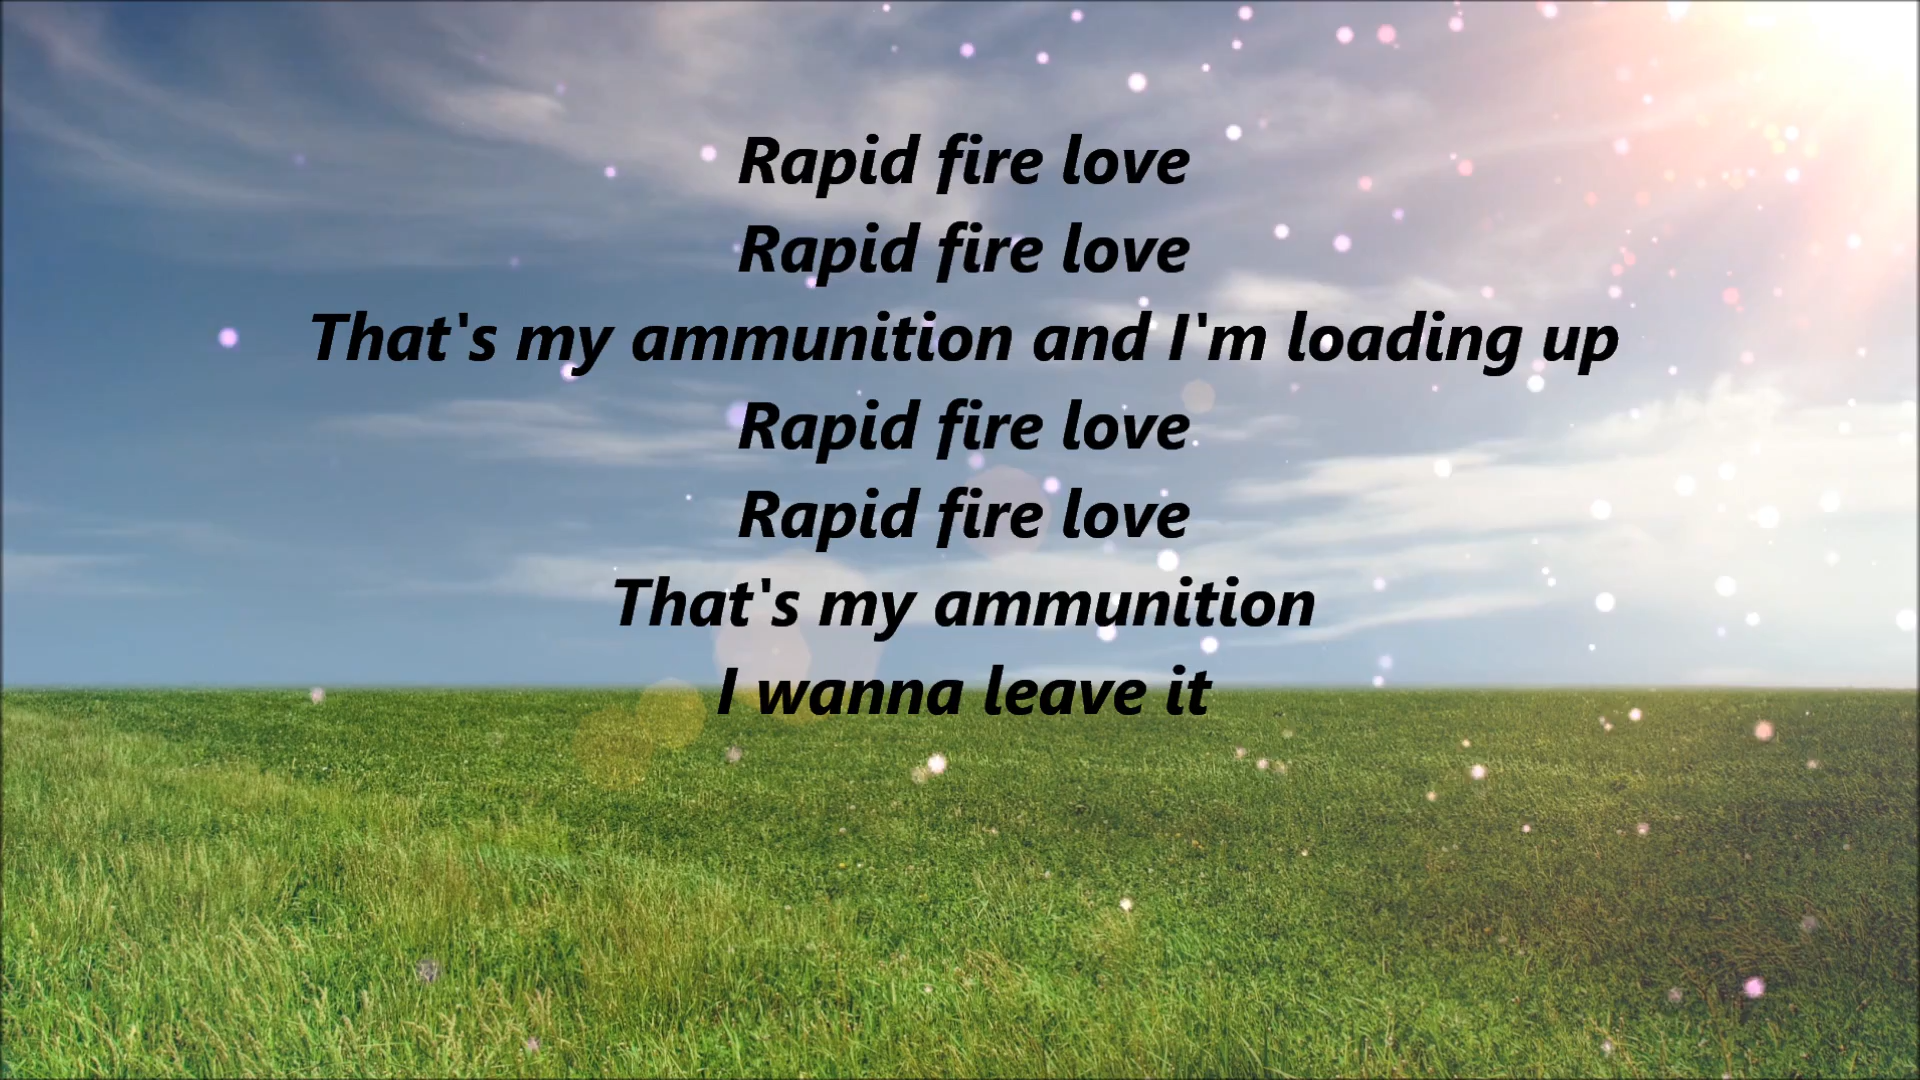 Rapid fire love
Rapid fire love
That's my ammunition and I'm loading up
Rapid fire love
Rapid fire love
That's my ammunition
I wanna leave it